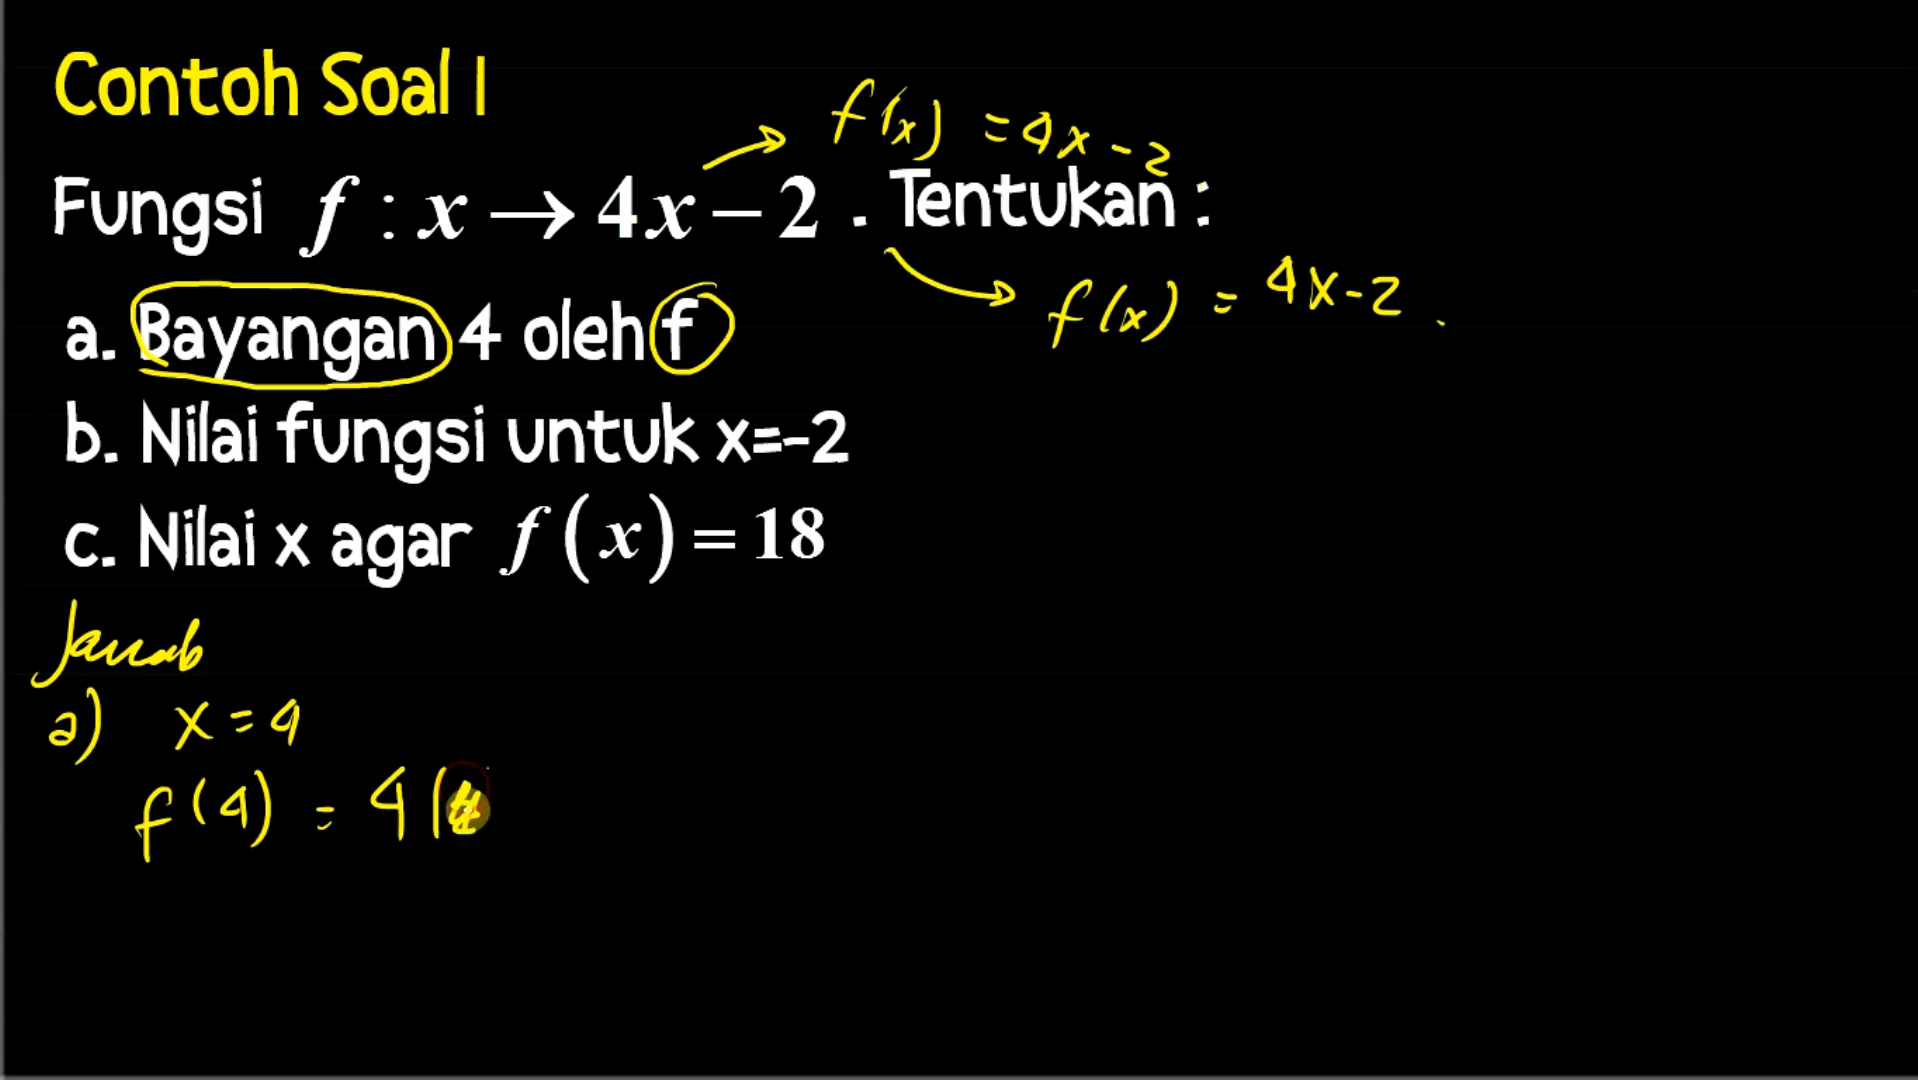 Contoh Soal 1
f(x) = 4x - 2
Fungsi f : x → 4x − 2 . Tentukan :
f(x) = 4x - 2 .
a. Bayangan 4 oleh f
b. Nilai fungsi untuk x=-2
c. Nilai x agar f(x) = 18
Jawab
a) x = 4
f(4) = 4(4